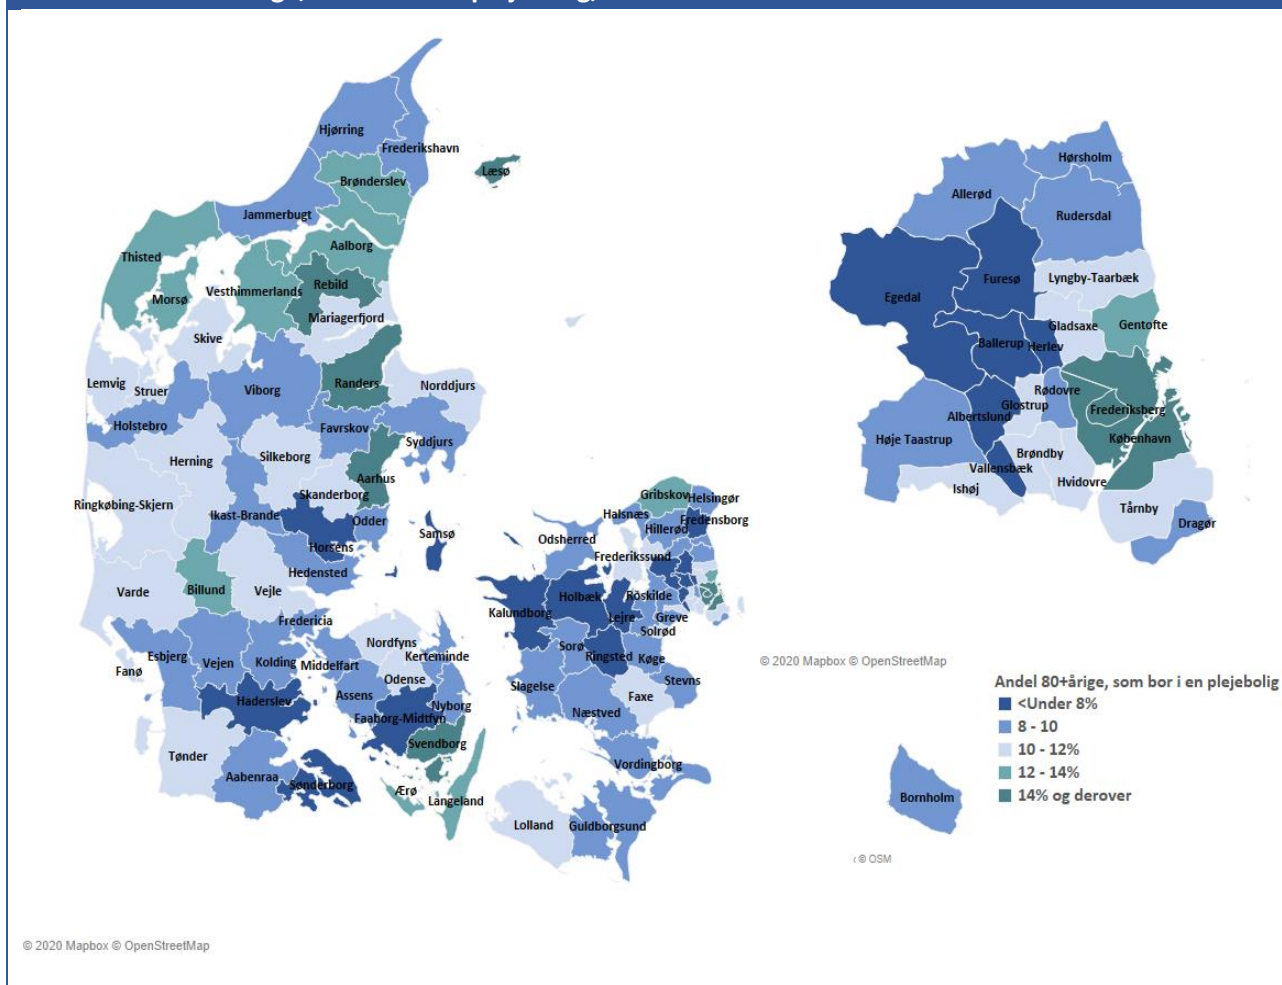 Hjørring
Frederikshavn
Læsø
Brønderslev
Jammerbugt
Aalborg
Thisted
Morsø
Vesthimmerlands
Rebild
Mariagerfjord
Skive
Lemvig
Struer
Viborg
Randers
Norddjurs
Holstebro
Favrskov
Syddjurs
Herning
Silkeborg
Aarhus
Skanderborg
Ringkøbing-Skjern
Ikast-Brande
Odder
Horsens
Samsø
Hedensted
Varde
Billund
Vejle
Fredericia
Esbjerg
Vejen
Kolding
Middelfart
Nordfyns
Kerteminde
Fanø
Odense
Assens
Nyborg
Haderslev
Faaborg-Midtfyn
Svendborg
Tønder
Aabenraa
Sønderborg
Ærø
Langeland
Gribskov
Helsingør
Halsnæs
Hillerød
Fredensborg
Odsherred
Frederikssund
Kalundborg
Holbæk
Roskilde
Lejre
Greve
Solrød
Sorø
Ringsted
Køge
Slagelse
Stevns
Faxe
Næstved
Vordingborg
Lolland
Guldborgsund
© 2020 Mapbox © OpenStreetMap
Hørsholm
Allerød
Rudersdal
Furesø
Lyngby-Taarbæk
Egedal
Gladsaxe
Gentofte
Ballerup
Herlev
Rødovre
Glostrup
Frederiksberg
Albertslund
Høje Taastrup
København
Brøndby
Vallensbæk
Ishøj
Hvidovre
Tårnby
Dragør
© 2020 Mapbox © OpenStreetMap
Andel 80+årige, som bor i en plejebolig
<Under 8%
8 - 10
10 - 12%
12 - 14%
14% og derover
Bornholm
© OSM